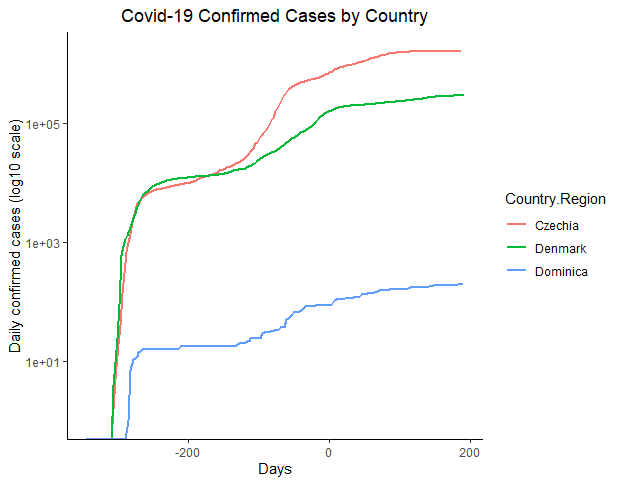 Covid-19 Confirmed Cases by Country
Daily confirmed cases (log10 scale)
1e+05
1e+03
1e+01
-200
0
200
Days
Country.Region
Czechia
Denmark
Dominica